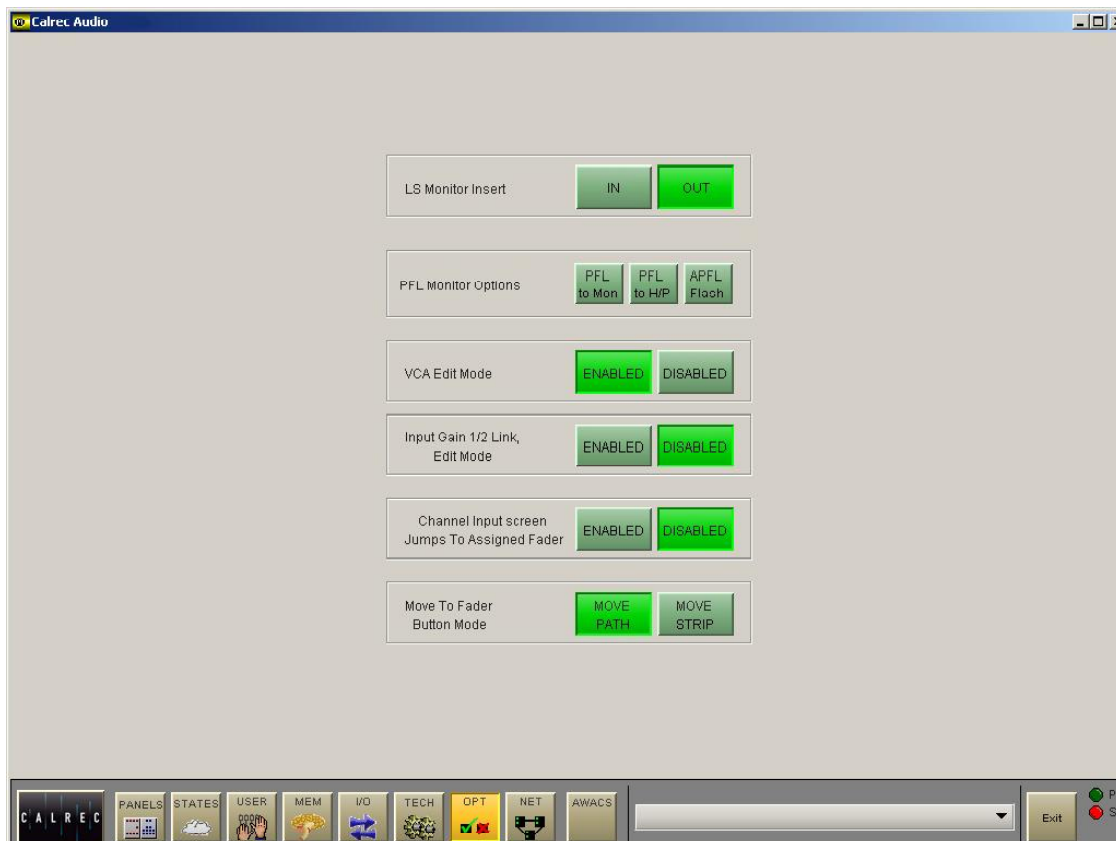 Calrec Audio
LS Monitor Insert
IN
OUT
PFL Monitor Options
PFL
to Mon
PFL
to H/P
APFL
Flash
VCA Edit Mode
ENABLED
DISABLED
Input Gain 1/2 Link,
Edit Mode
ENABLED
DISABLED
Channel Input screen
Jumps To Assigned Fader
ENABLED
DISABLED
Move To Fader
Button Mode
MOVE
PATH
MOVE
STRIP
CALREC
PANELS
STATES
USER
MEM
I/O
TECH
OPT
NET
AWACS
Exit
P
S